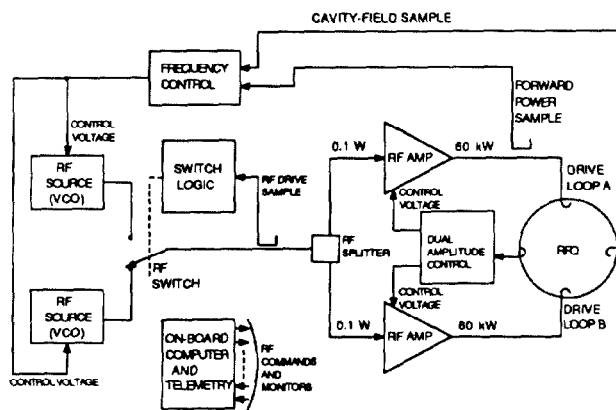 CAVITY-FIELD SAMPLE
FREQUENCY
CONTROL
FORWARD
POWER
SAMPLE
CONTROL
VOLTAGE
RF
SOURCE
(VCO)
SWITCH
LOGIC
RF DRIVE
SAMPLE
0.1 W
RF AMP
60 kW
DRIVE
LOOP A
CONTROL
VOLTAGE
RF
SWITCH
RF
SPLITTER
DUAL
AMPLITUDE
CONTROL
RFQ
RF
SOURCE
(VCO)
CONTROL VOLTAGE
ON-BOARD
COMPUTER
AND
TELEMETRY
RF
COMMANDS
AND
MONITORS
CONTROL
VOLTAGE
0.1 W
RF AMP
60 kW
DRIVE
LOOP B